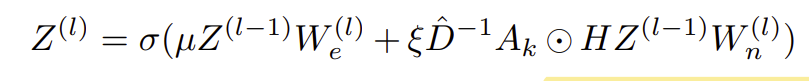 Z^{(l)} = σ(μZ^{(l−1)}W_e^{(l)} + ξD̂^{−1}A_k ⊙ HZ^{(l−1)}W_n^{(l)})